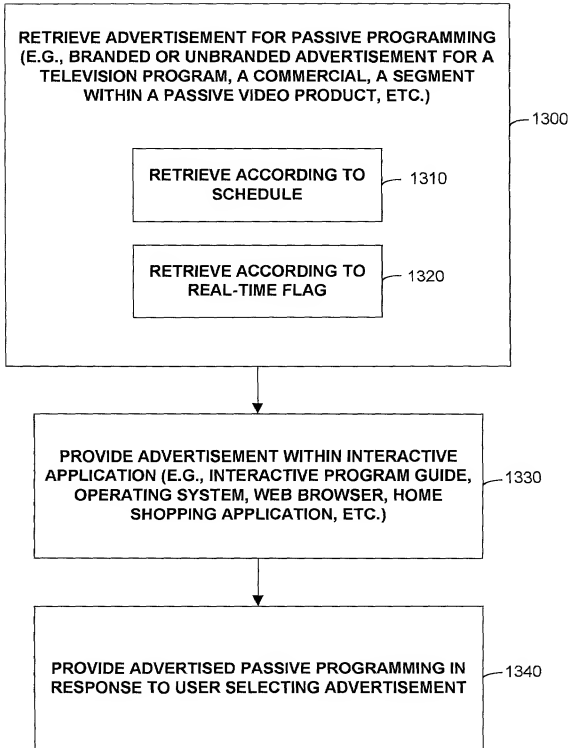 RETRIEVE ADVERTISEMENT FOR PASSIVE PROGRAMMING
(E.G., BRANDED OR UNBRANDED ADVERTISEMENT FOR A
TELEVISION PROGRAM, A COMMERCIAL, A SEGMENT
WITHIN A PASSIVE VIDEO PRODUCT, ETC.)
1300
RETRIEVE ACCORDING TO
SCHEDULE
1310
RETRIEVE ACCORDING TO
REAL-TIME FLAG
1320
PROVIDE ADVERTISEMENT WITHIN INTERACTIVE
APPLICATION (E.G., INTERACTIVE PROGRAM GUIDE,
OPERATING SYSTEM, WEB BROWSER, HOME
SHOPPING APPLICATION, ETC.)
1330
PROVIDE ADVERTISED PASSIVE PROGRAMMING IN
RESPONSE TO USER SELECTING ADVERTISEMENT
1340